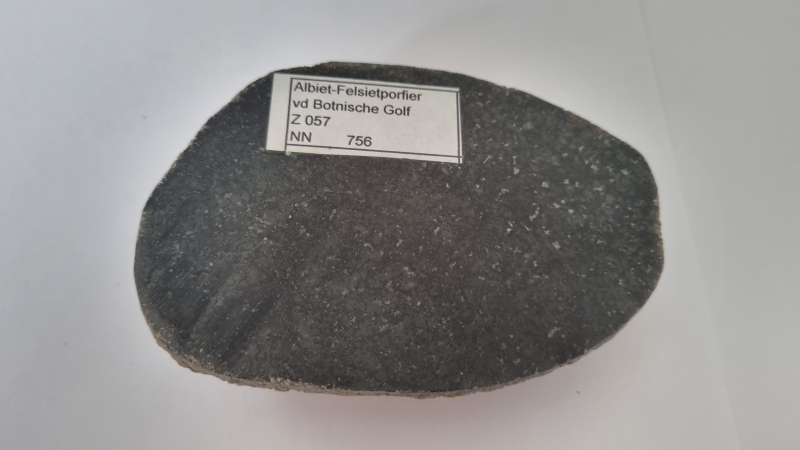 Albiet-Felsietporfier
vd Botnische Golf
Z 057
NN 756